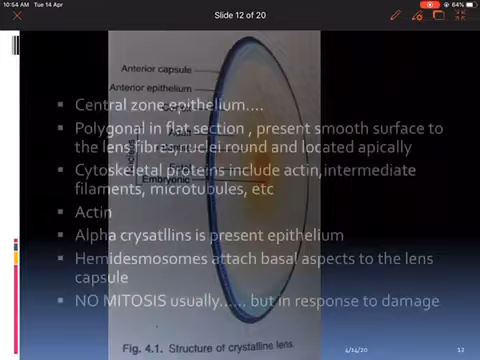 10:54 AM Tue 14 Apr
64%
Slide 12 of 20
Anterior capsule
Anterior epithelium
Central zone epithelium....
Polygonal in flat section , present smooth surface to
the lens fibres,nuclei round and located apically
Cytoskeletal proteins include actin,intermediate
Embryonic
filaments, microtubules, etc
Actin
Alpha crysatllins is present epithelium
Hemidesmosomes attach basal aspects to the lens
capsule
NO MITOSIS usually...... but in response to damage
Fig. 4.1. Structure of crystalline lens.
4/14/20
12